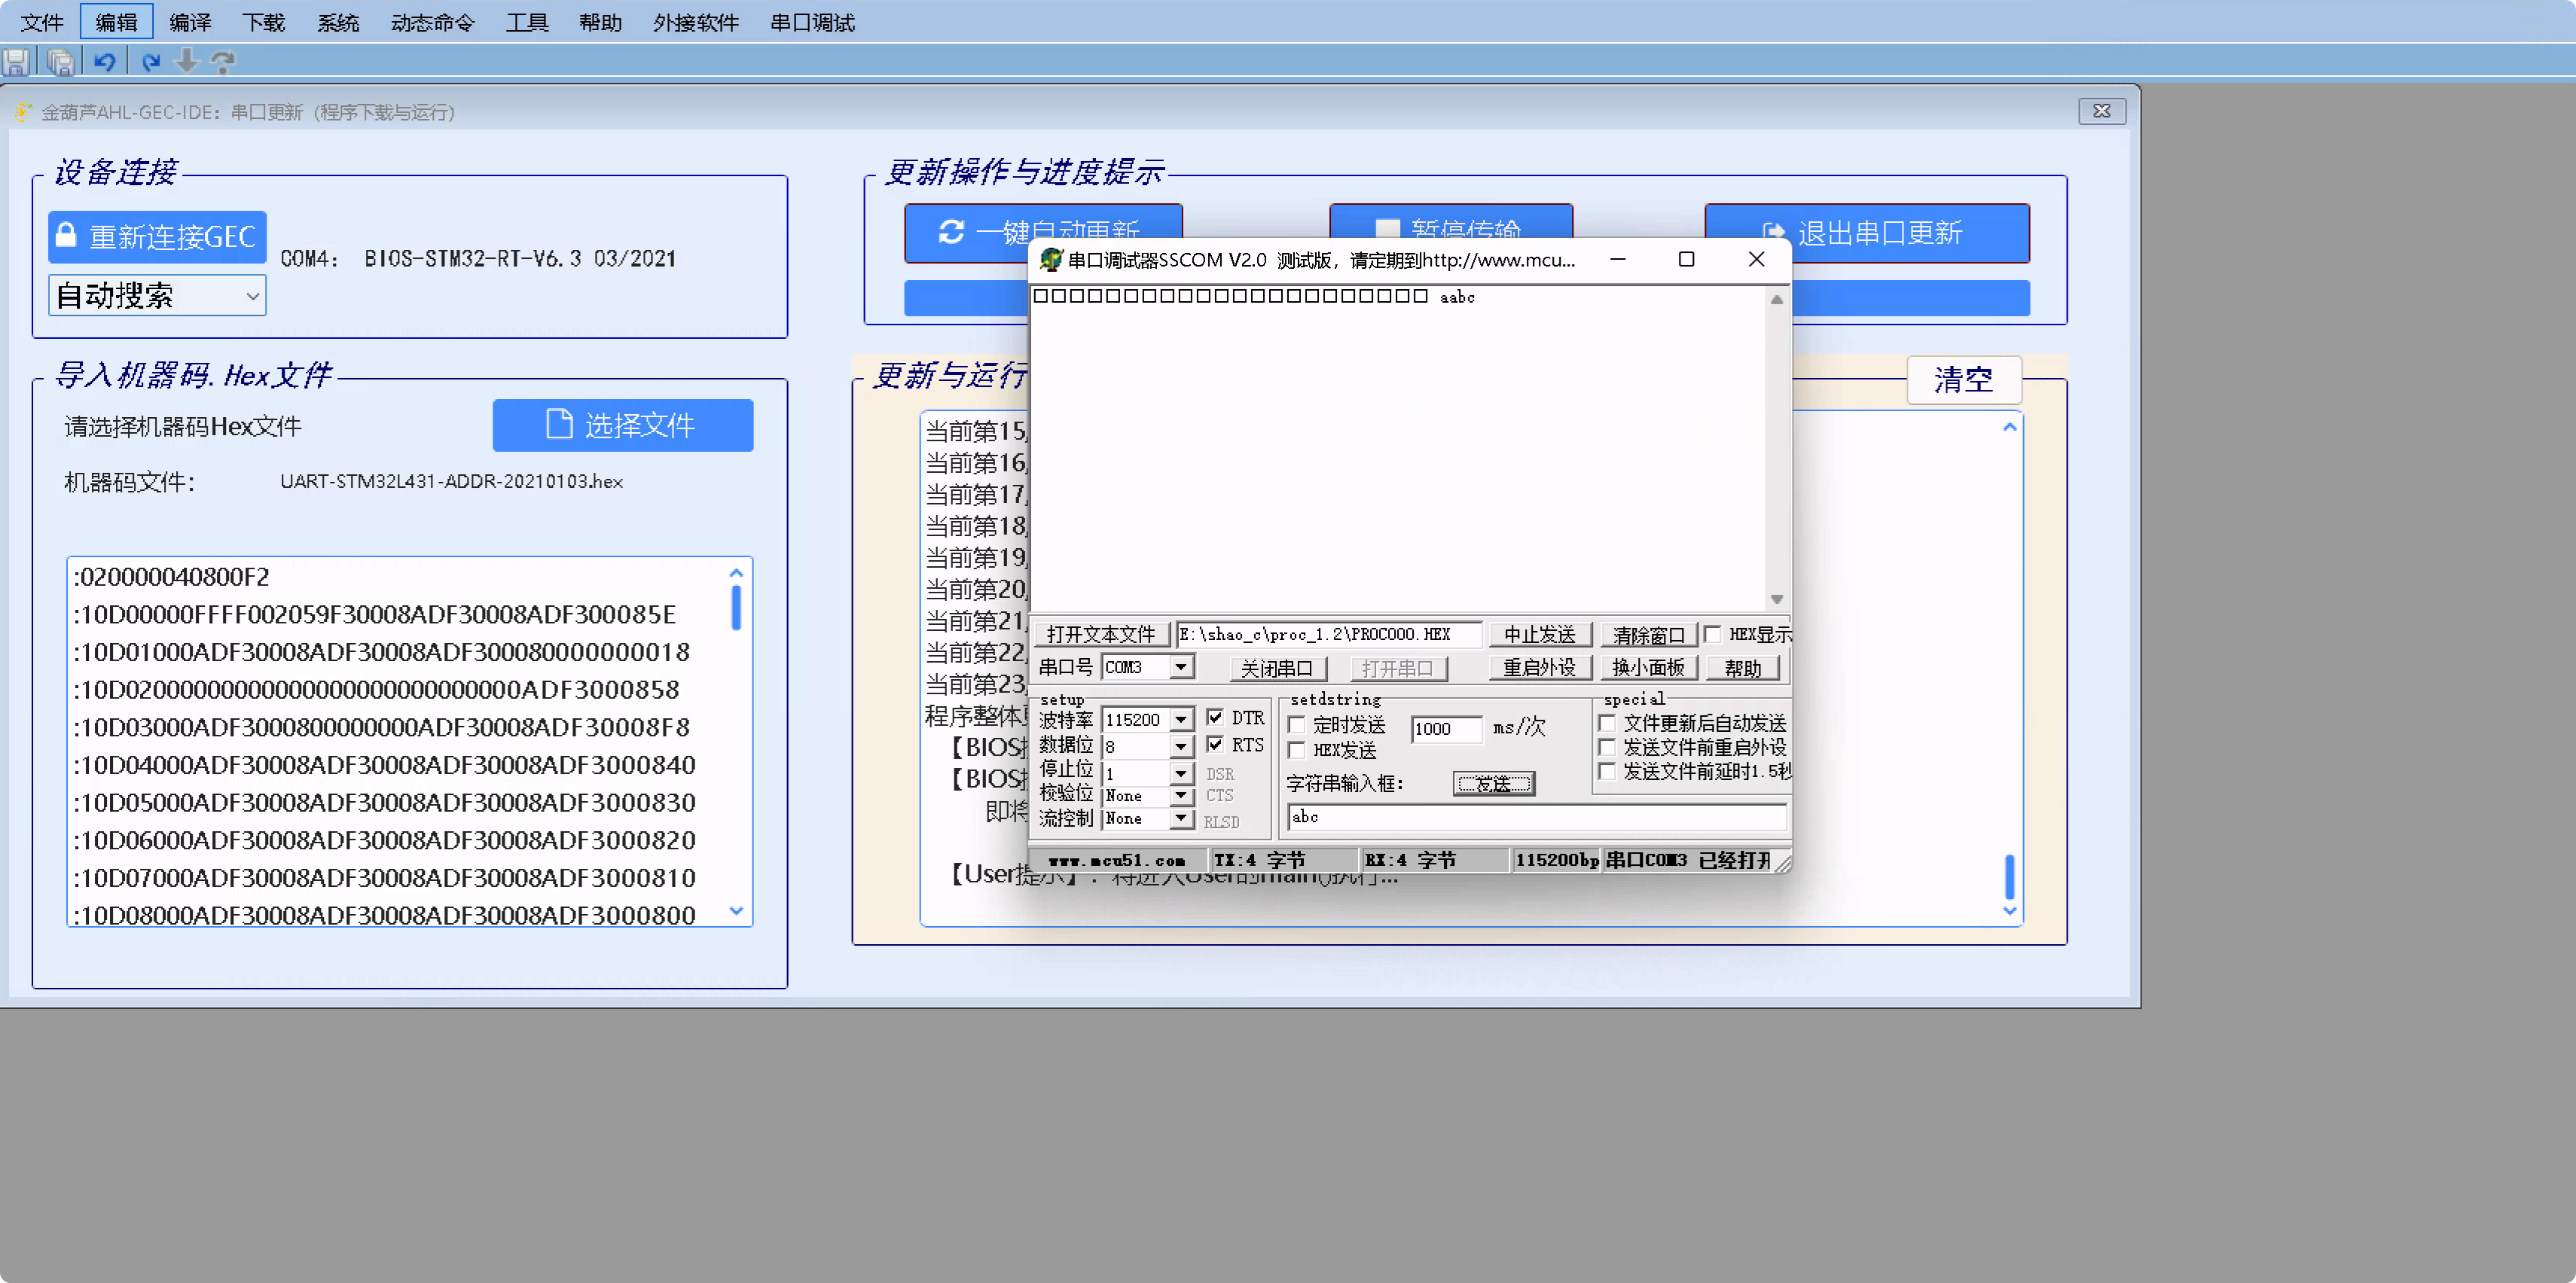 文件 编辑 编译 下载 系统 动态命令 工具 帮助 外接软件 串口调试
金葫芦AHL-GEC-IDE：串口更新（程序下载与运行）
设备连接
重新连接GEC
COM4： BIOS-STM32-RT-V6.3 03/2021
自动搜索
导入机器码.Hex文件
请选择机器码Hex文件
选择文件
机器码文件：
UART-STM32L431-ADDR-20210103.hex
:020000040800F2
:10D00000FFFF002059F30008ADF30008ADF300085E
:10D01000ADF30008ADF30008ADF300080000000018
:10D0200000000000000000000000000ADF3000858
:10D03000ADF3000800000000ADF30008ADF30008F8
:10D04000ADF30008ADF30008ADF30008ADF3000840
:10D05000ADF30008ADF30008ADF30008ADF3000830
:10D06000ADF30008ADF30008ADF30008ADF3000820
:10D07000ADF30008ADF30008ADF30008ADF3000810
:10D08000ADF30008ADF30008ADF30008ADF3000800
更新操作与进度提示
一键自动更新
暂停传输
退出串口更新
更新与运行
清空
当前第15
当前第16
当前第17
当前第18
当前第19
当前第20
当前第21
当前第22
当前第23
程序整体
【BIOS
【BIOS
即将
【User提示】：将进入User的main()执行...
串口调试器SSCOM V2.0 测试版，请定期到http://www.mcu...
□□□□□□□□□□□□□□□□□□□□□□ aabc
打开文本文件 E:\shao_c\proc_1.2\PROC000.HEX 中止发送 清除窗口 HEX显示
串口号 COM3 关闭串口 打开串口 重启外设 换小面板 帮助
setup
波特率 115200 DTR
数据位 8 RTS
停止位 1 DSR
校验位 None CTS
流控制 None RLSD
setdstring
定时发送 1000 ms/次
HEX发送
字符串输入框： 发送
abc
special
文件更新后自动发送
发送文件前重启外设
发送文件前延时1.5秒
www.mcu51.com TX:4 字节 RX:4 字节 115200bp 串口COM3 已经打开